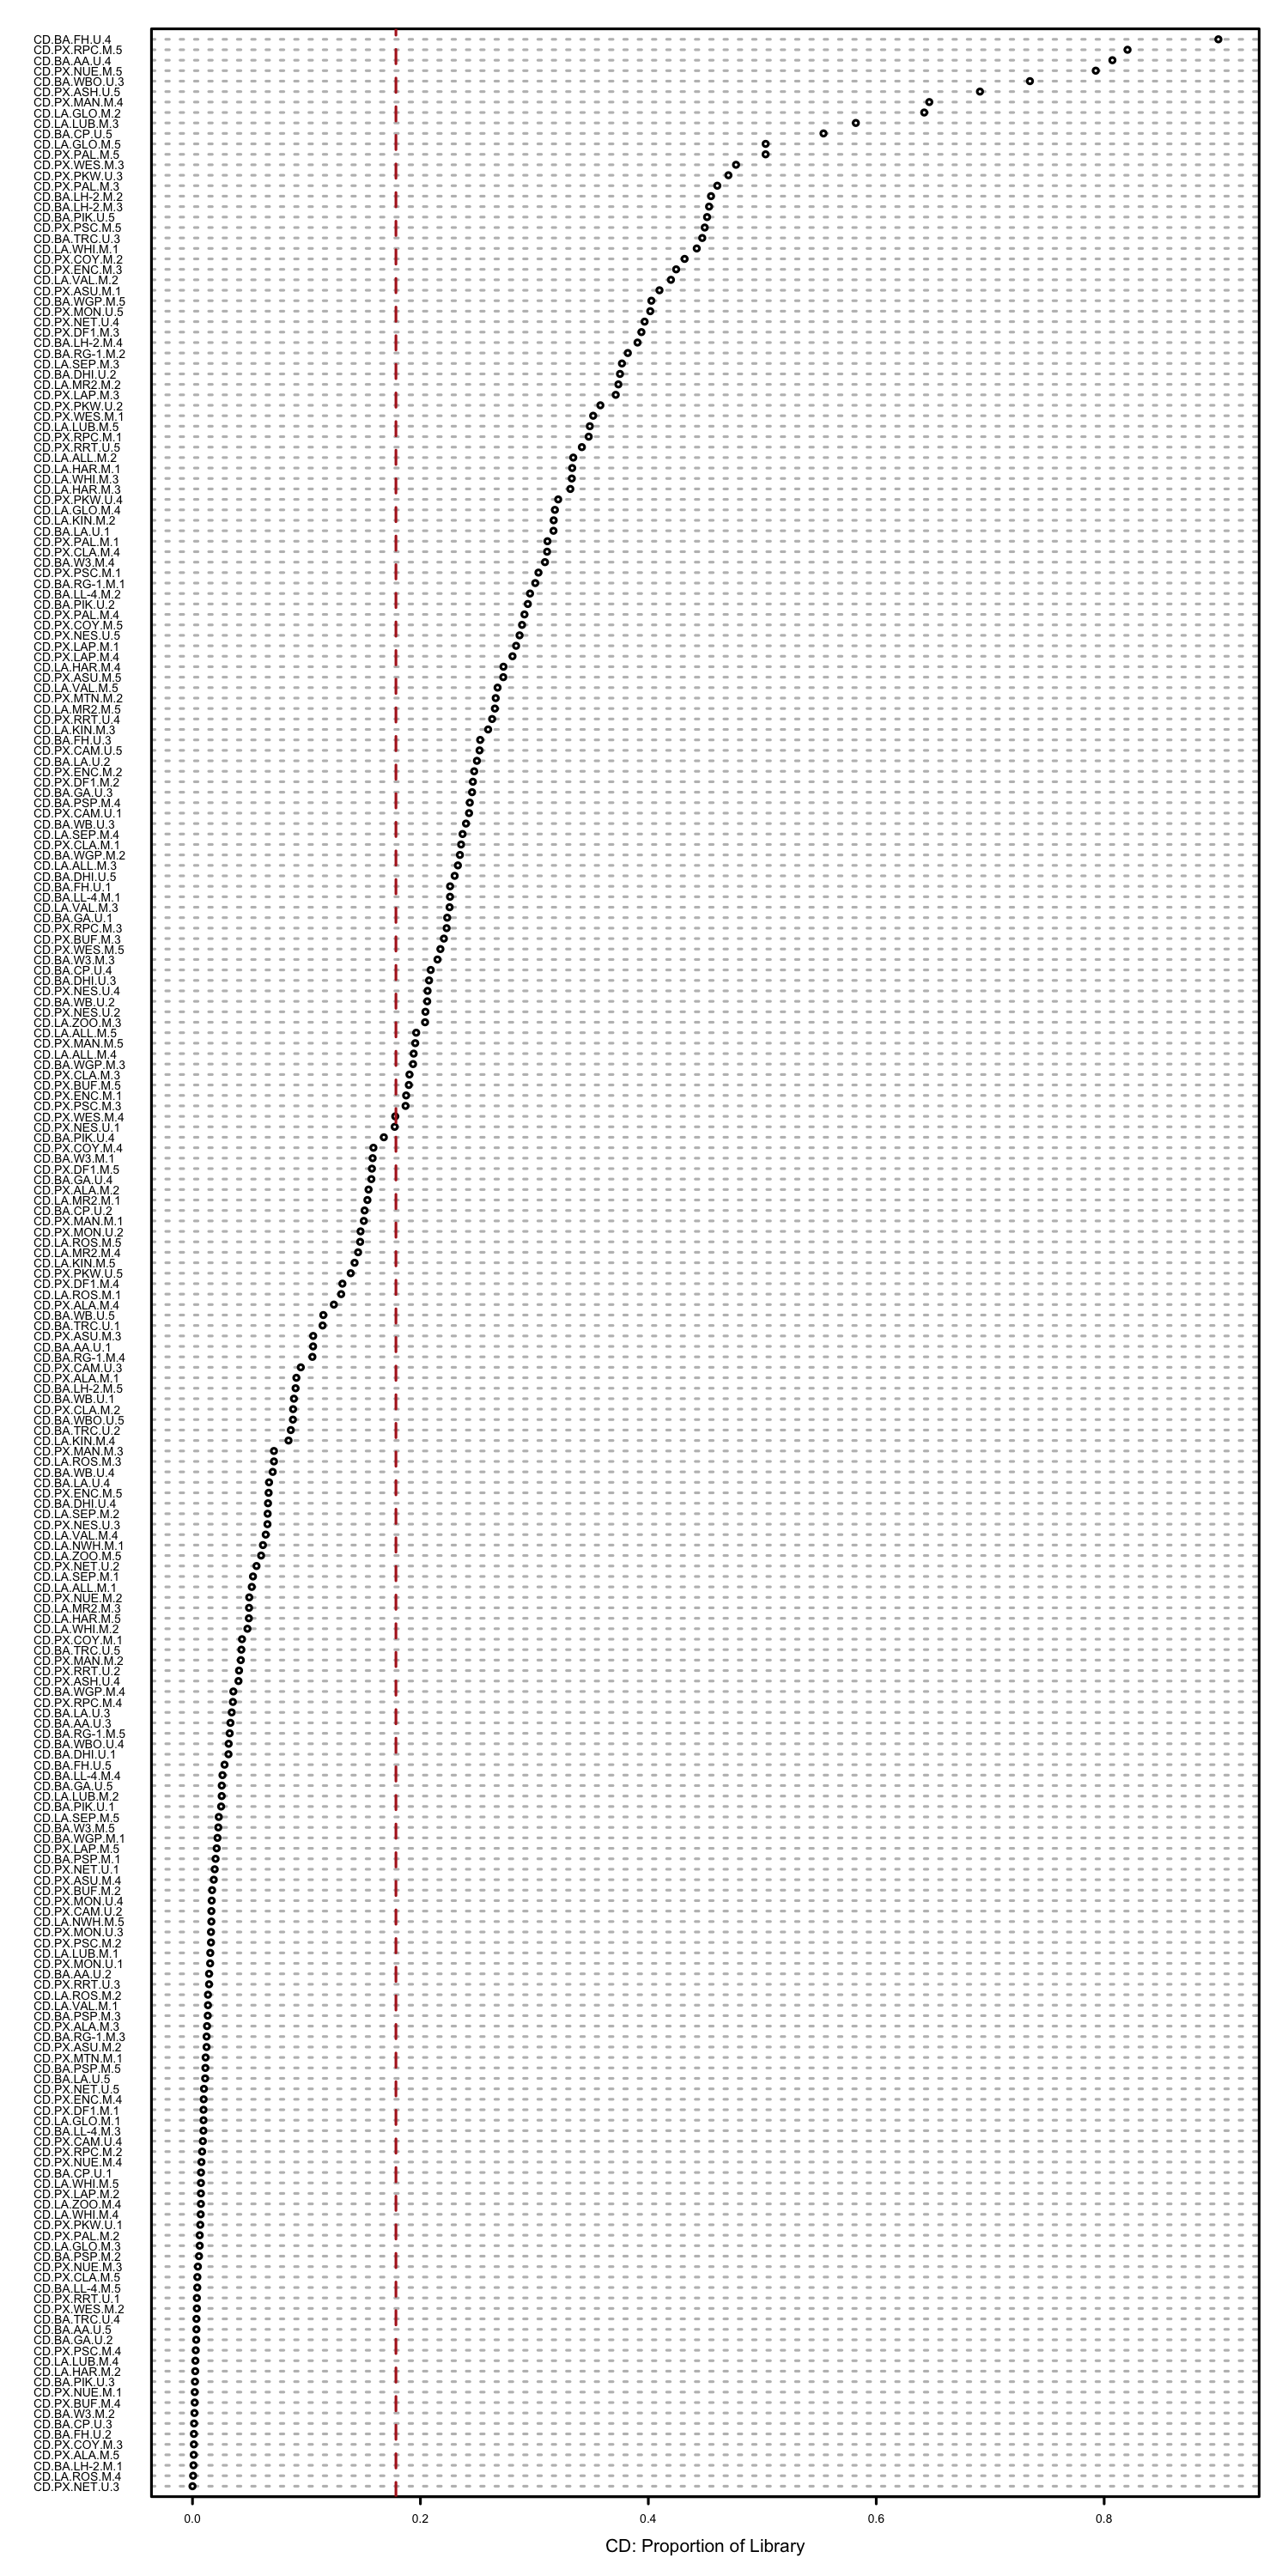 CD.BA.FH.U.4
CD.PX.RPC.M.5
CD.BA.AA.U.4
CD.PX.NUE.M.5
CD.BA.WBO.U.3
CD.PX.ASH.U.5
CD.PX.MAN.M.4
CD.LA.GLO.M.2
CD.LA.LUB.M.3
CD.BA.CP.U.5
CD.LA.GLO.M.5
CD.PX.PAL.M.5
CD.PX.WES.M.3
CD.PX.PKW.U.3
CD.PX.PAL.M.3
CD.BA.LH-2.M.2
CD.BA.LH-2.M.3
CD.BA.PIK.U.5
CD.PX.PSC.M.5
CD.BA.TRC.U.3
CD.LA.WHI.M.1
CD.PX.COY.M.2
CD.PX.ENC.M.3
CD.LA.VAL.M.2
CD.PX.ASU.M.1
CD.BA.WGP.M.5
CD.PX.MON.U.5
CD.PX.NET.U.4
CD.PX.DF1.M.3
CD.BA.LH-2.M.4
CD.BA.RG-1.M.2
CD.LA.SEP.M.3
CD.BA.DHI.U.2
CD.LA.MR2.M.2
CD.PX.LAP.M.3
CD.PX.PKW.U.2
CD.PX.WES.M.1
CD.LA.LUB.M.5
CD.PX.RPC.M.1
CD.PX.RRT.U.5
CD.LA.ALL.M.2
CD.LA.HAR.M.1
CD.LA.WHI.M.3
CD.LA.HAR.M.3
CD.PX.PKW.U.4
CD.LA.GLO.M.4
CD.LA.KIN.M.2
CD.BA.LA.U.1
CD.PX.PAL.M.1
CD.PX.CLA.M.4
CD.BA.W3.M.4
CD.PX.PSC.M.1
CD.BA.RG-1.M.1
CD.BA.LL-4.M.2
CD.BA.PIK.U.2
CD.PX.PAL.M.4
CD.PX.COY.M.5
CD.PX.NES.U.5
CD.PX.LAP.M.1
CD.PX.LAP.M.4
CD.LA.HAR.M.4
CD.PX.ASU.M.5
CD.LA.VAL.M.5
CD.PX.MTN.M.2
CD.LA.MR2.M.5
CD.PX.RRT.U.4
CD.LA.KIN.M.3
CD.BA.FH.U.3
CD.PX.CAM.U.5
CD.BA.LA.U.2
CD.PX.ENC.M.2
CD.PX.DF1.M.2
CD.BA.GA.U.3
CD.BA.PSP.M.4
CD.PX.CAM.U.1
CD.BA.WB.U.3
CD.LA.SEP.M.4
CD.PX.CLA.M.1
CD.BA.WGP.M.2
CD.LA.ALL.M.3
CD.BA.DHI.U.5
CD.BA.FH.U.1
CD.BA.LL-4.M.1
CD.LA.VAL.M.3
CD.BA.GA.U.1
CD.PX.RPC.M.3
CD.PX.BUF.M.3
CD.PX.WES.M.5
CD.BA.W3.M.3
CD.BA.CP.U.4
CD.BA.DHI.U.3
CD.PX.NES.U.4
CD.BA.WB.U.2
CD.PX.NES.U.2
CD.LA.ZOO.M.3
CD.LA.ALL.M.5
CD.PX.MAN.M.5
CD.LA.ALL.M.4
CD.BA.WGP.M.3
CD.PX.CLA.M.3
CD.PX.BUF.M.5
CD.PX.ENC.M.1
CD.PX.PSC.M.3
CD.PX.WES.M.4
CD.PX.NES.U.1
CD.BA.PIK.U.4
CD.PX.COY.M.4
CD.BA.W3.M.1
CD.PX.DF1.M.5
CD.BA.GA.U.4
CD.PX.ALA.M.2
CD.LA.MR2.M.1
CD.BA.CP.U.2
CD.PX.MAN.M.1
CD.PX.MON.U.2
CD.LA.ROS.M.5
CD.LA.MR2.M.4
CD.LA.KIN.M.5
CD.PX.PKW.U.5
CD.PX.DF1.M.4
CD.LA.ROS.M.1
CD.PX.ALA.M.4
CD.BA.WB.U.5
CD.BA.TRC.U.1
CD.PX.ASU.M.3
CD.BA.AA.U.1
CD.BA.RG-1.M.4
CD.PX.CAM.U.3
CD.PX.ALA.M.1
CD.BA.LH-2.M.5
CD.BA.WB.U.1
CD.PX.CLA.M.2
CD.BA.WBO.U.5
CD.BA.TRC.U.2
CD.LA.KIN.M.4
CD.PX.MAN.M.3
CD.LA.ROS.M.3
CD.BA.WB.U.4
CD.BA.LA.U.4
CD.PX.ENC.M.5
CD.BA.DHI.U.4
CD.LA.SEP.M.2
CD.PX.NES.U.3
CD.LA.VAL.M.4
CD.LA.NWH.M.1
CD.LA.ZOO.M.5
CD.PX.NET.U.2
CD.LA.SEP.M.1
CD.LA.ALL.M.1
CD.PX.NUE.M.2
CD.LA.MR2.M.3
CD.LA.HAR.M.5
CD.LA.WHI.M.2
CD.PX.COY.M.1
CD.BA.TRC.U.5
CD.PX.MAN.M.2
CD.PX.RRT.U.2
CD.PX.ASH.U.4
CD.BA.WGP.M.4
CD.PX.RPC.M.4
CD.BA.LA.U.3
CD.BA.AA.U.3
CD.BA.RG-1.M.5
CD.BA.WBO.U.4
CD.BA.DHI.U.1
CD.BA.FH.U.5
CD.BA.LL-4.M.4
CD.BA.GA.U.5
CD.LA.LUB.M.2
CD.BA.PIK.U.1
CD.LA.SEP.M.5
CD.BA.W3.M.5
CD.BA.WGP.M.1
CD.PX.LAP.M.5
CD.BA.PSP.M.1
CD.PX.NET.U.1
CD.PX.ASU.M.4
CD.PX.BUF.M.2
CD.PX.MON.U.4
CD.PX.CAM.U.2
CD.LA.NWH.M.5
CD.PX.MON.U.3
CD.PX.PSC.M.2
CD.LA.LUB.M.1
CD.PX.MON.U.1
CD.BA.AA.U.2
CD.PX.RRT.U.3
CD.LA.ROS.M.2
CD.LA.VAL.M.1
CD.BA.PSP.M.3
CD.PX.ALA.M.3
CD.BA.RG-1.M.3
CD.PX.ASU.M.2
CD.PX.MTN.M.1
CD.BA.PSP.M.5
CD.BA.LA.U.5
CD.PX.NET.U.5
CD.PX.ENC.M.4
CD.PX.DF1.M.1
CD.LA.GLO.M.1
CD.BA.LL-4.M.3
CD.PX.CAM.U.4
CD.PX.RPC.M.2
CD.PX.NUE.M.4
CD.BA.CP.U.1
CD.LA.WHI.M.5
CD.PX.LAP.M.2
CD.LA.ZOO.M.4
CD.LA.WHI.M.4
CD.PX.PKW.U.1
CD.PX.PAL.M.2
CD.LA.GLO.M.3
CD.BA.PSP.M.2
CD.PX.NUE.M.3
CD.PX.CLA.M.5
CD.BA.LL-4.M.5
CD.PX.RRT.U.1
CD.PX.WES.M.2
CD.BA.TRC.U.4
CD.BA.AA.U.5
CD.BA.GA.U.2
CD.PX.PSC.M.4
CD.LA.LUB.M.4
CD.LA.HAR.M.2
CD.BA.PIK.U.3
CD.PX.NUE.M.1
CD.PX.BUF.M.4
CD.BA.W3.M.2
CD.BA.CP.U.3
CD.BA.FH.U.2
CD.PX.COY.M.3
CD.PX.ALA.M.5
CD.BA.LH-2.M.1
CD.LA.ROS.M.4
CD.PX.NET.U.3
0.0 0.2 0.4 0.6 0.8
CD: Proportion of Library